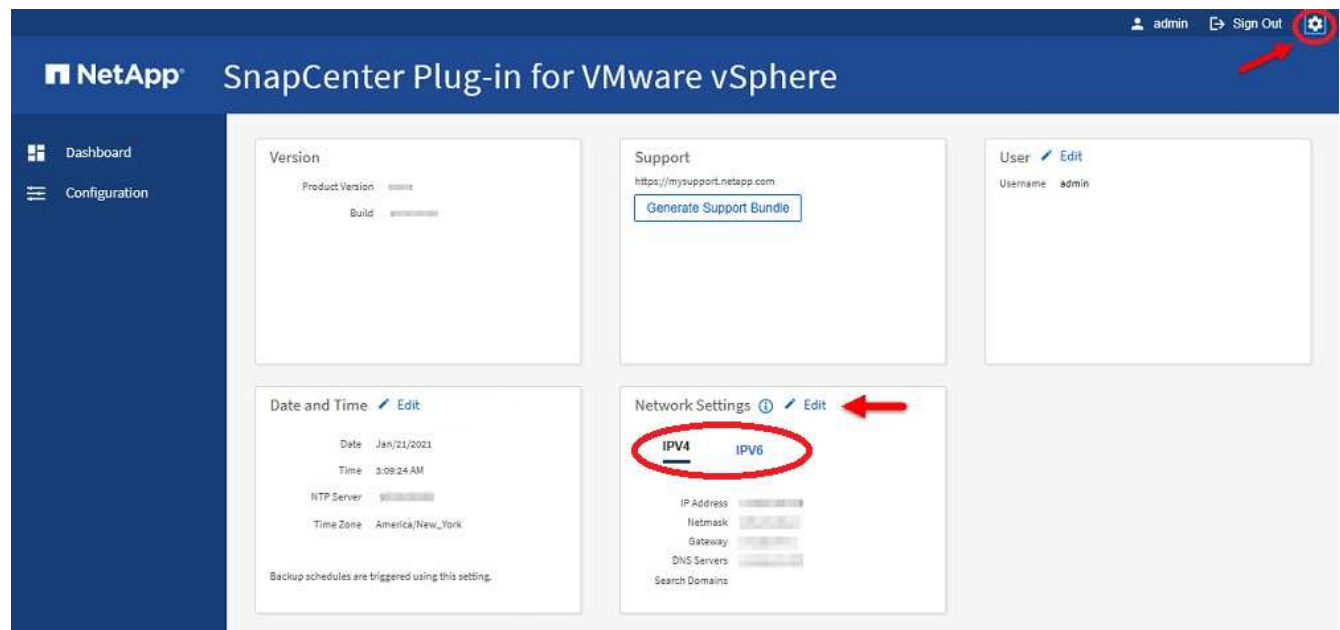 admin Sign Out
NetApp SnapCenter Plug-in for VMware vSphere
Dashboard
Configuration
Version
Product Version
Build
Support
https://mysupport.netapp.com
Generate Support Bundle
User Edit
Username admin
Date and Time Edit
Date Jan/21/2021
Time 3:09:24 AM
NTP Server
Time Zone America/New_York
Backup schedules are triggered using this setting.
Network Settings Edit
IPV4 IPV6
IP Address
Netmask
Gateway
DNS Servers
Search Domains